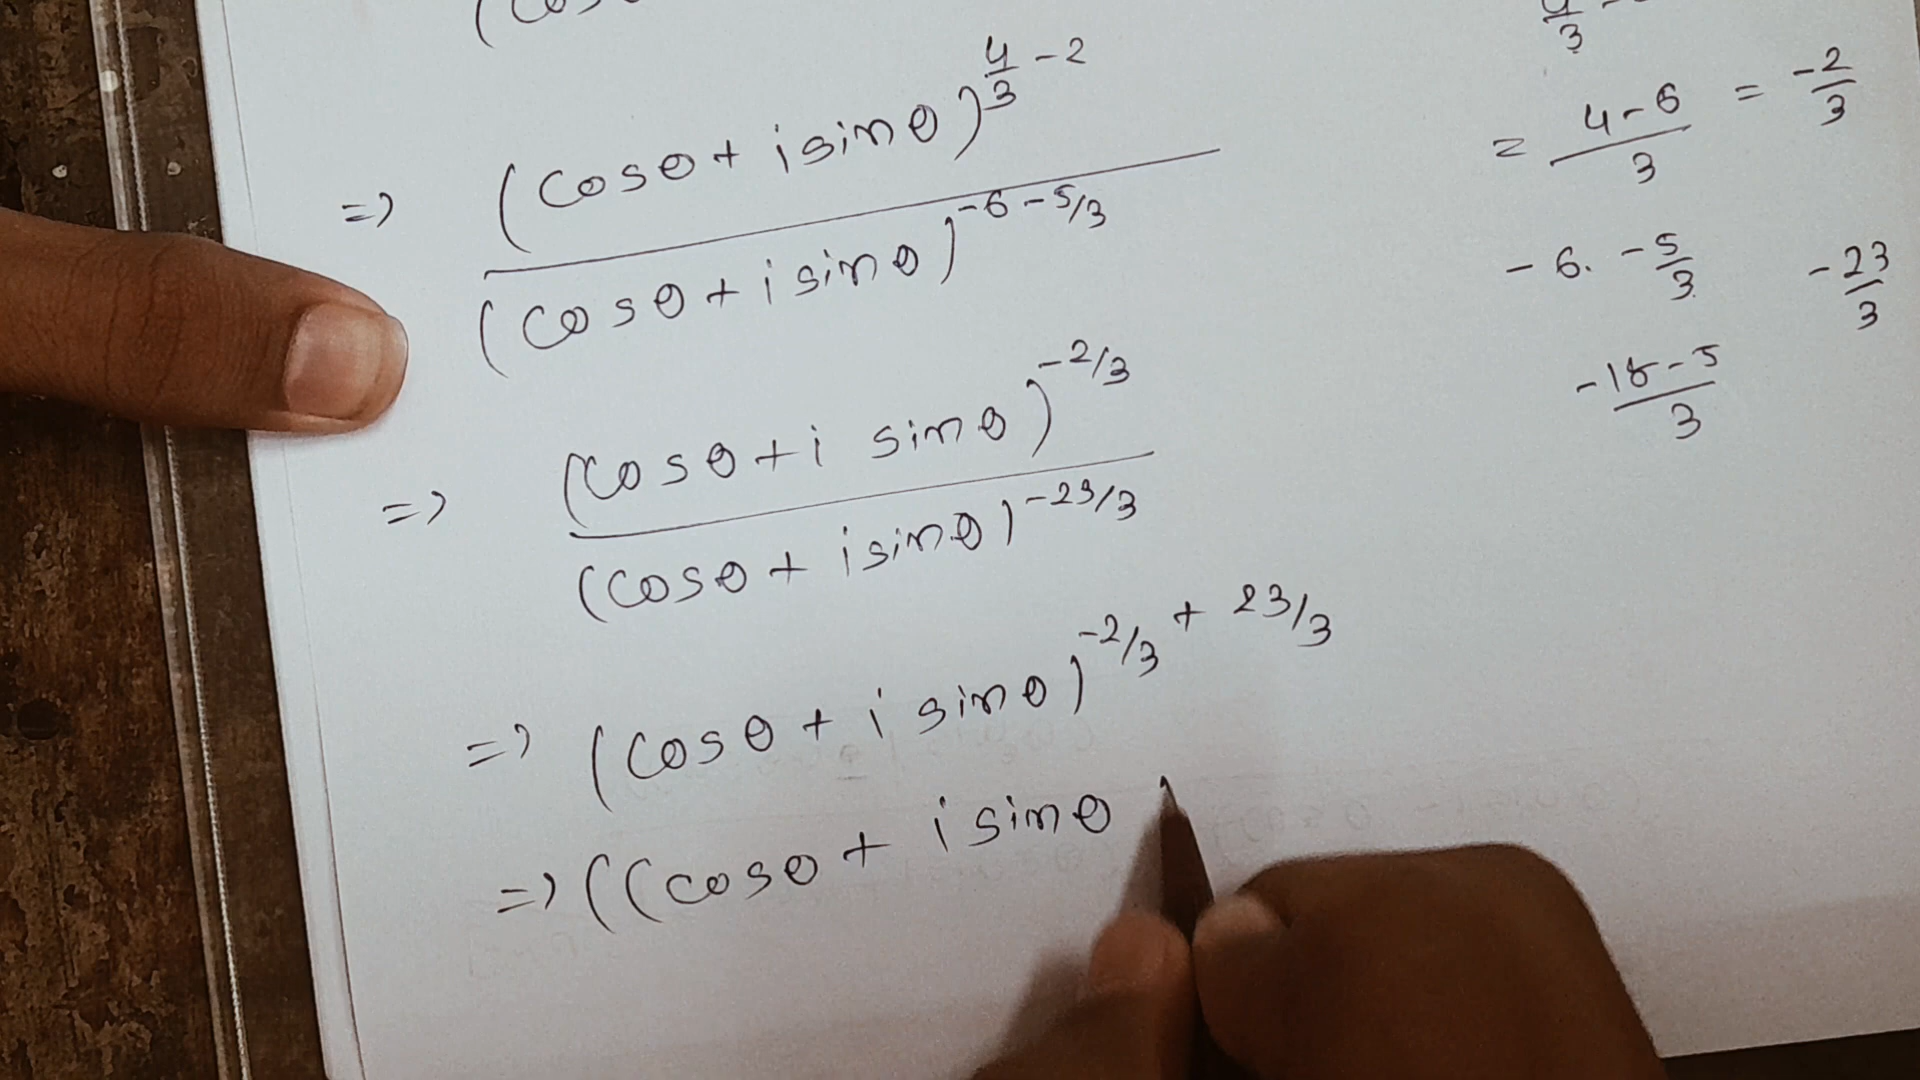 (cos
=> (cosθ + i sinθ)^(4/3 - 2)
(cosθ + i sinθ)^(-6 - 5/3)
=> (cosθ + i sinθ)^(-2/3)
(cosθ + i sinθ)^(-23/3)
=> (cosθ + i sinθ)^(-2/3 + 23/3)
=> ((cosθ + i sinθ
4/3 -
= (4-6)/3 = -2/3
-6. -5/3 -23/3
(-18-5)/3